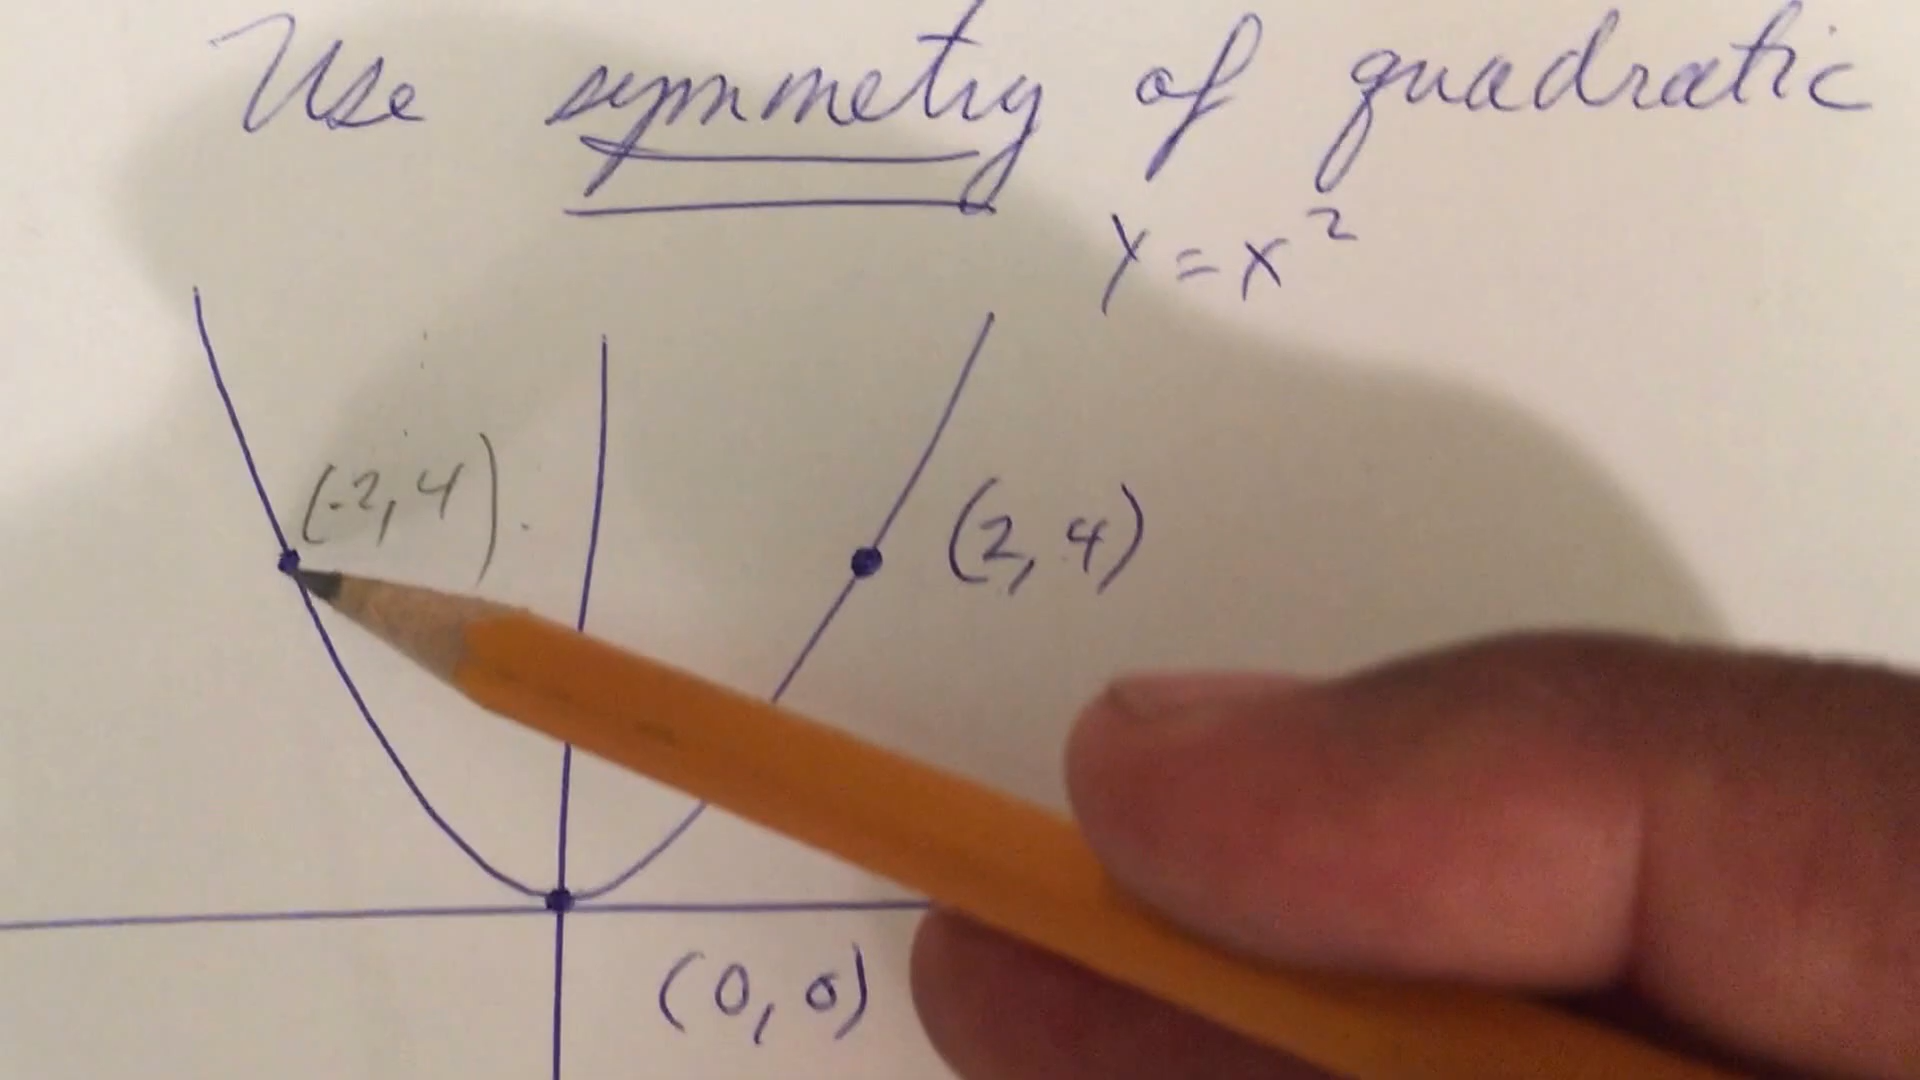 Use symmetry of quadratic
y = x²
(-2, 4)
(2, 4)
(0, 0)